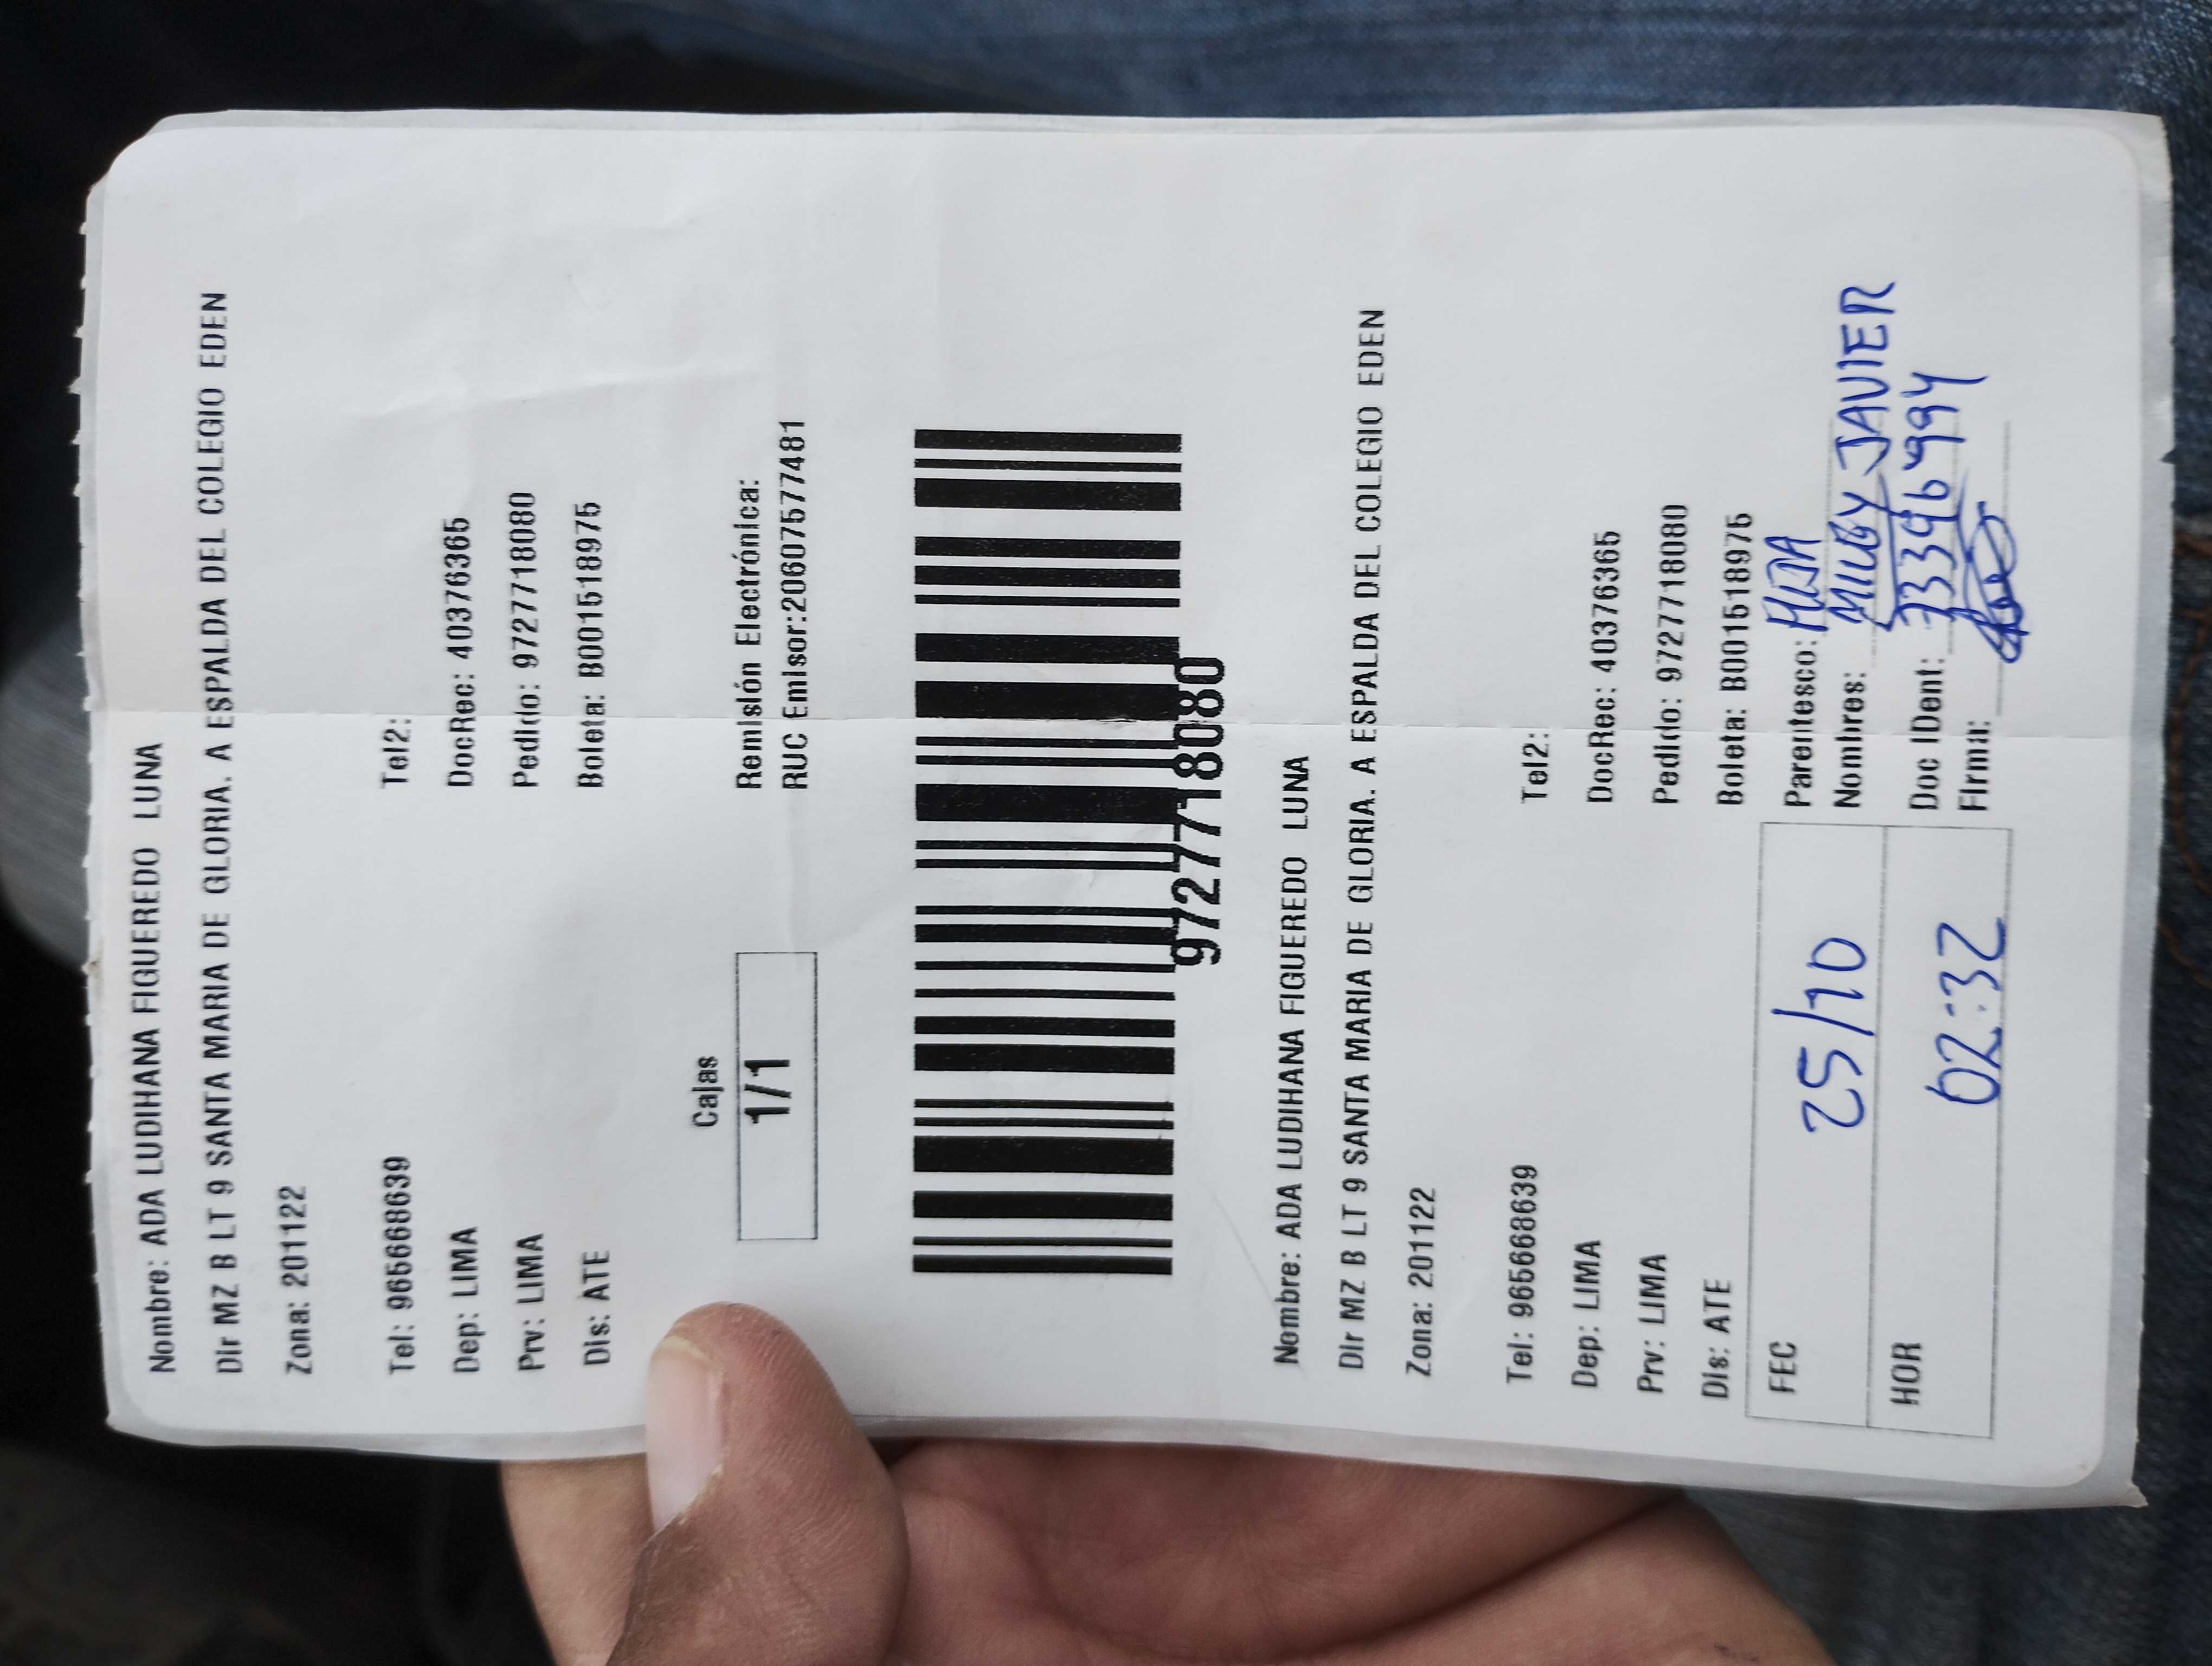 Nombre: ADA LUDIHANA FIGUEREDO LUNA
Dir MZ B LT 9 SANTA MARIA DE GLORIA. A ESPALDA DEL COLEGIO EDEN
Zona: 201122
Tel: 965668639 Tel2:
Dep: LIMA DocRec: 40376365
Prv: LIMA Pedido: 9727718080
Dis: ATE Boleta: B001518975
Cajas
1/1
Remisión Electrónica:
RUC Emisor:20607577481
9727718080
Nombre: ADA LUDIHANA FIGUEREDO LUNA
Dir MZ B LT 9 SANTA MARIA DE GLORIA. A ESPALDA DEL COLEGIO EDEN
Zona: 201122
Tel: 965668639 Tel2:
Dep: LIMA DocRec: 40376365
Prv: LIMA Pedido: 9727718080
Dis: ATE Boleta: B001518975
FEC 25/10
HOR 02:32
Parentesco: HIJA
Nombres: JAVIER
Doc IDent:
Firma: